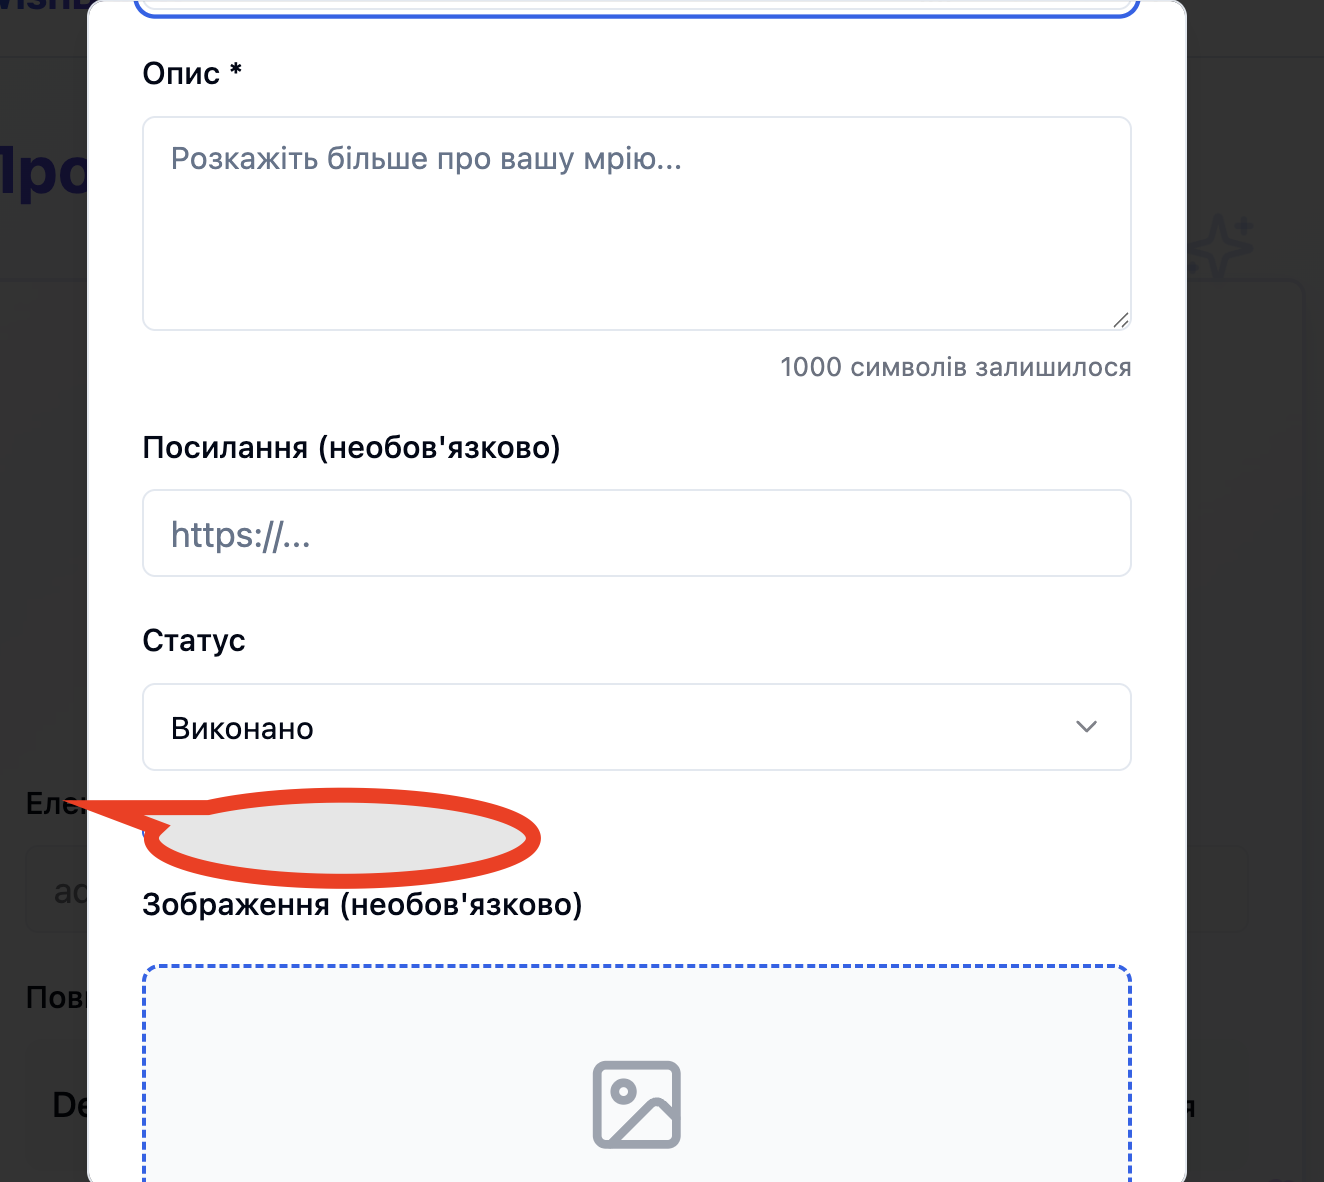 Опис *
Розкажіть більше про вашу мрію...
1000 символів залишилося
Посилання (необов'язково)
https://...
Статус
Виконано
Зображення (необов'язково)